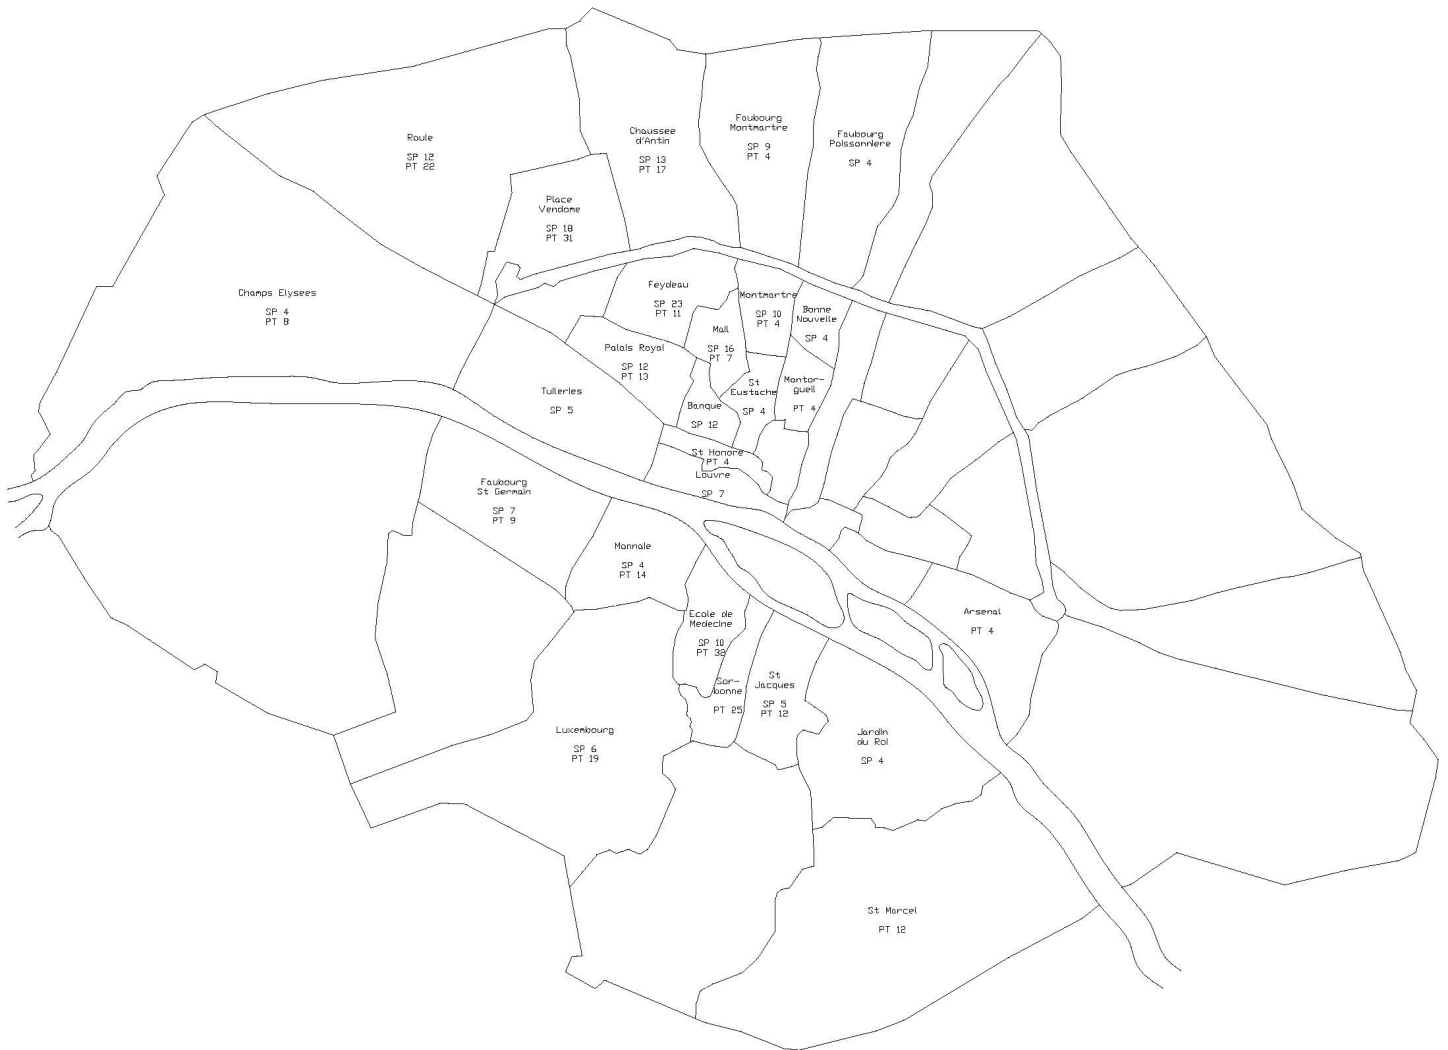 Roule
SP 12
PT 22
Chaussee
d'Antin
SP 13
PT 17
Faubourg
Montmartre
SP 9
PT 4
Faubourg
Poissonniere
SP 4
Place
Vendome
SP 18
PT 31
Champs Elysees
SP 4
PT 8
Feydeau
SP 23
PT 11
Montmartre
SP 10
PT 4
Bonne
Nouvelle
SP 4
Mail
SP 16
PT 7
Palais Royal
SP 12
PT 13
Tuileries
SP 5
St
Eustache
SP 4
Montor-
gueil
PT 4
Banque
SP 12
St Honore
PT 4
Louvre
SP 7
Faubourg
St Germain
SP 7
PT 9
Monnaie
SP 4
PT 14
Ecole de
Medecine
SP 10
PT 32
Arsenal
PT 4
Sor-
bonne
PT 25
St
Jacques
SP 5
PT 12
Luxembourg
SP 6
PT 19
Jardin
du Roi
SP 4
St Marcel
PT 12